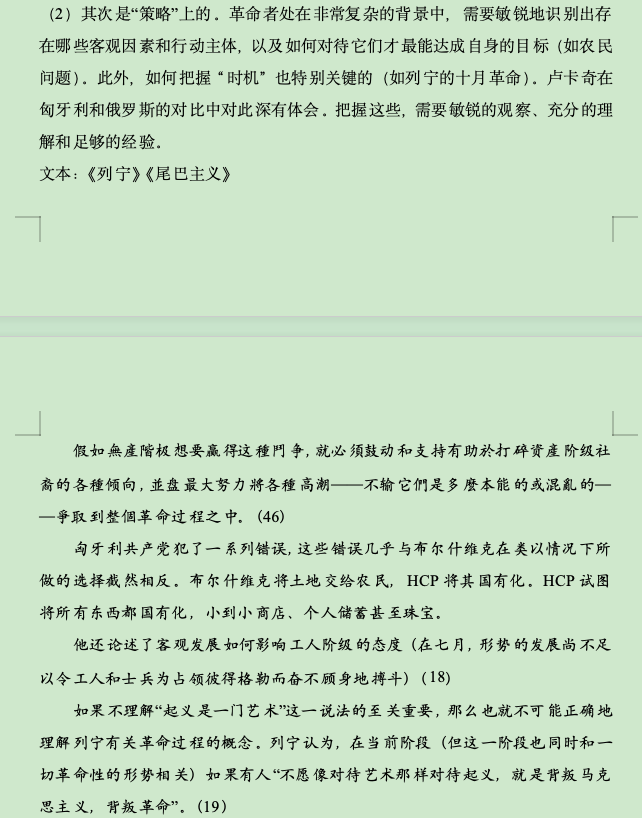 （2）其次是“策略”上的。革命者处在非常复杂的背景中，需要敏锐地识别出存
在哪些客观因素和行动主体，以及如何对待它们才最能达成自身的目标（如农民
问题）。此外，如何把握“时机”也特别关键的（如列宁的十月革命）。卢卡奇在
匈牙利和俄罗斯的对比中对此深有体会。把握这些，需要敏锐的观察、充分的理
解和足够的经验。
文本：《列宁》《尾巴主义》
假如無產階极想要贏得这種鬥争，就必須鼓动和支持有助於打碎資產阶级社
裔的各種倾向，並盘最大努力將各種高潮——不输它們是多麼本能的或混亂的—
—爭取到整個革命过程之中。（46）
匈牙利共产党犯了一系列错误，这些错误几乎与布尔什维克在类以情况下所
做的选择截然相反。布尔什维克将土地交给农民，HCP 将其国有化。HCP 试图
将所有东西都国有化，小到小商店、个人储蓄甚至珠宝。
他还论述了客观发展如何影响工人阶级的态度（在七月，形势的发展尚不足
以令工人和士兵为占领彼得格勒而奋不顾身地搏斗）（18）
如果不理解“起义是一门艺术”这一说法的至关重要，那么也就不可能正确地
理解列宁有关革命过程的概念。列宁认为，在当前阶段（但这一阶段也同时和一
切革命性的形势相关）如果有人“不愿像对待艺术那样对待起义，就是背叛马克
思主义，背叛革命”。（19）